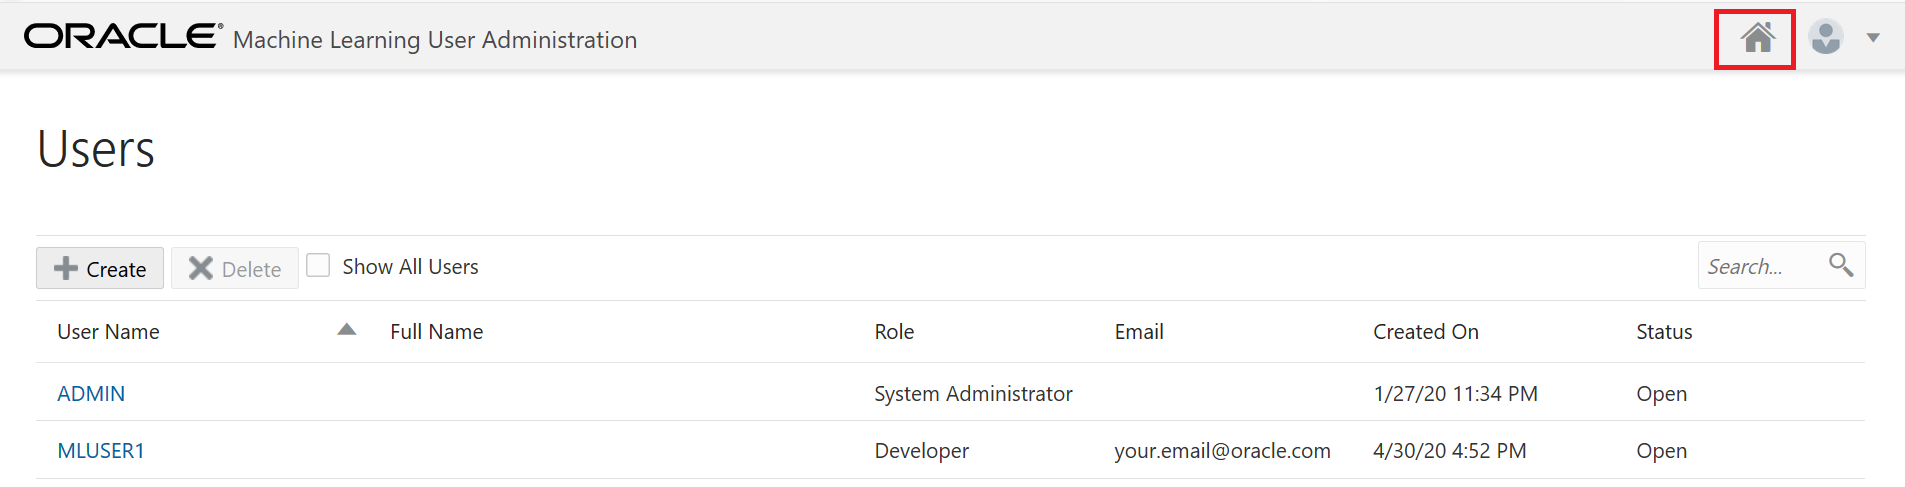 ORACLE® Machine Learning User Administration
Users
Create Delete Show All Users Search...
User Name Full Name Role Email Created On Status
ADMIN System Administrator 1/27/20 11:34 PM Open
MLUSER1 Developer your.email@oracle.com 4/30/20 4:52 PM Open